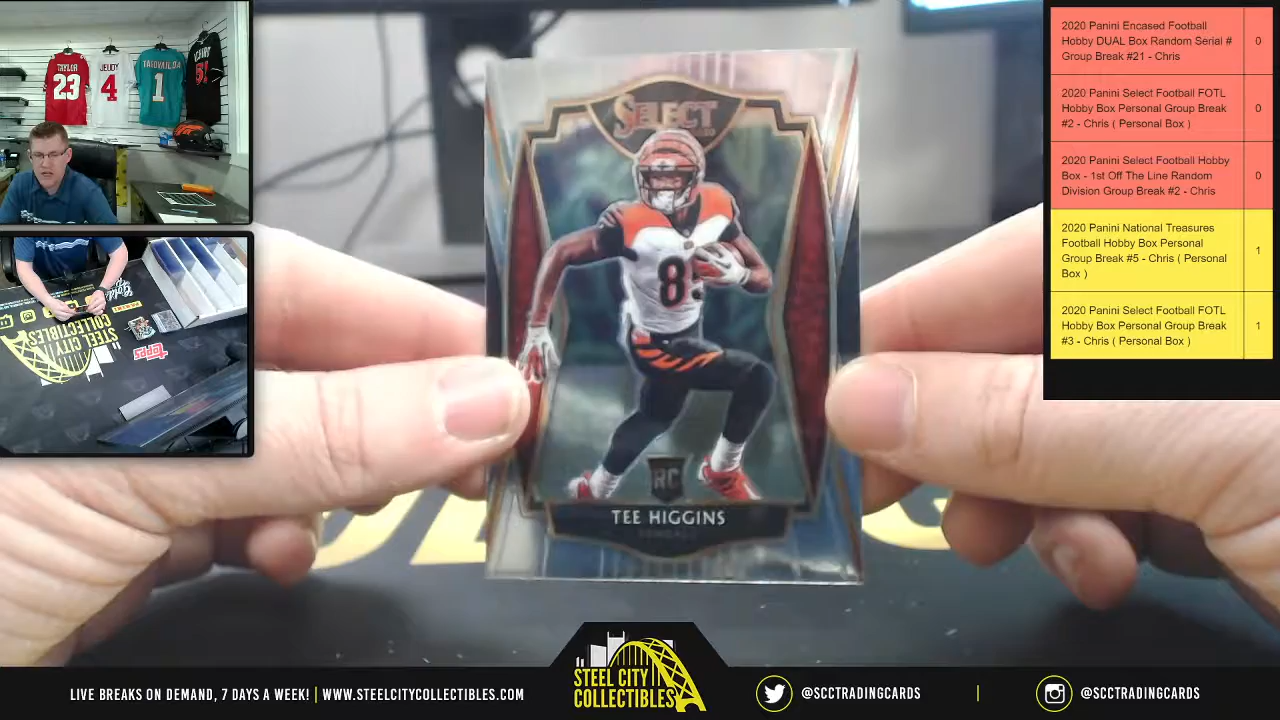 TAYLOR
23
JEUDY
4
TAGOVAILOA
1
2020 Panini Encased Football
Hobby DUAL Box Random Serial #
Group Break #21 - Chris
0
2020 Panini Select Football FOTL
Hobby Box Personal Group Break
#2 - Chris ( Personal Box )
0
2020 Panini Select Football Hobby
Box - 1st Off The Line Random
Division Group Break #2 - Chris
0
2020 Panini National Treasures
Football Hobby Box Personal
Group Break #5 - Chris ( Personal
Box )
1
2020 Panini Select Football FOTL
Hobby Box Personal Group Break
#3 - Chris ( Personal Box )
1
SELECT
8
RC
TEE HIGGINS
STEEL CITY
COLLECTIBLES
topps
LIVE BREAKS ON DEMAND, 7 DAYS A WEEK! | WWW.STEELCITYCOLLECTIBLES.COM
STEEL CITY
COLLECTIBLES
@SCCTRADINGCARDS
|
@SCCTRADINGCARDS